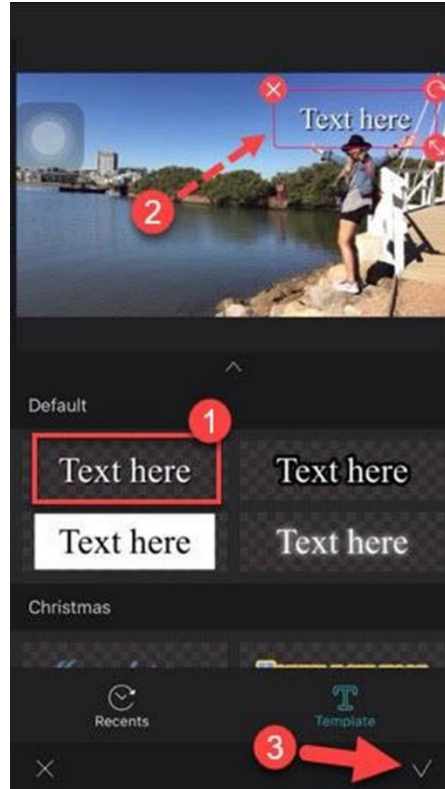 Text here
2
Default
1
Text here
Text here
Text here
Text here
Christmas
Recents
Template
3